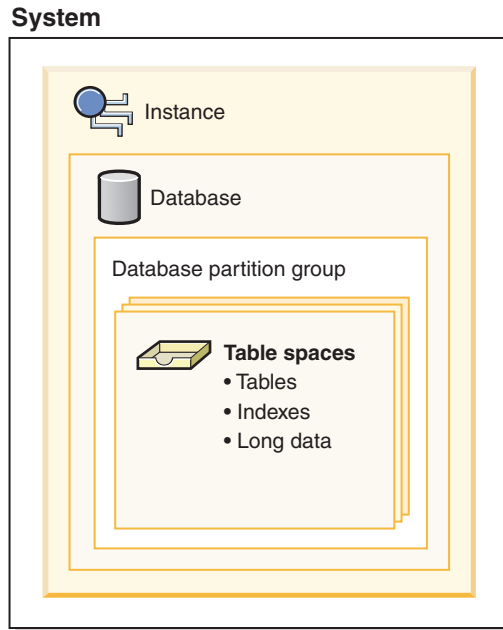 System
Instance
Database
Database partition group
Table spaces
• Tables
• Indexes
• Long data